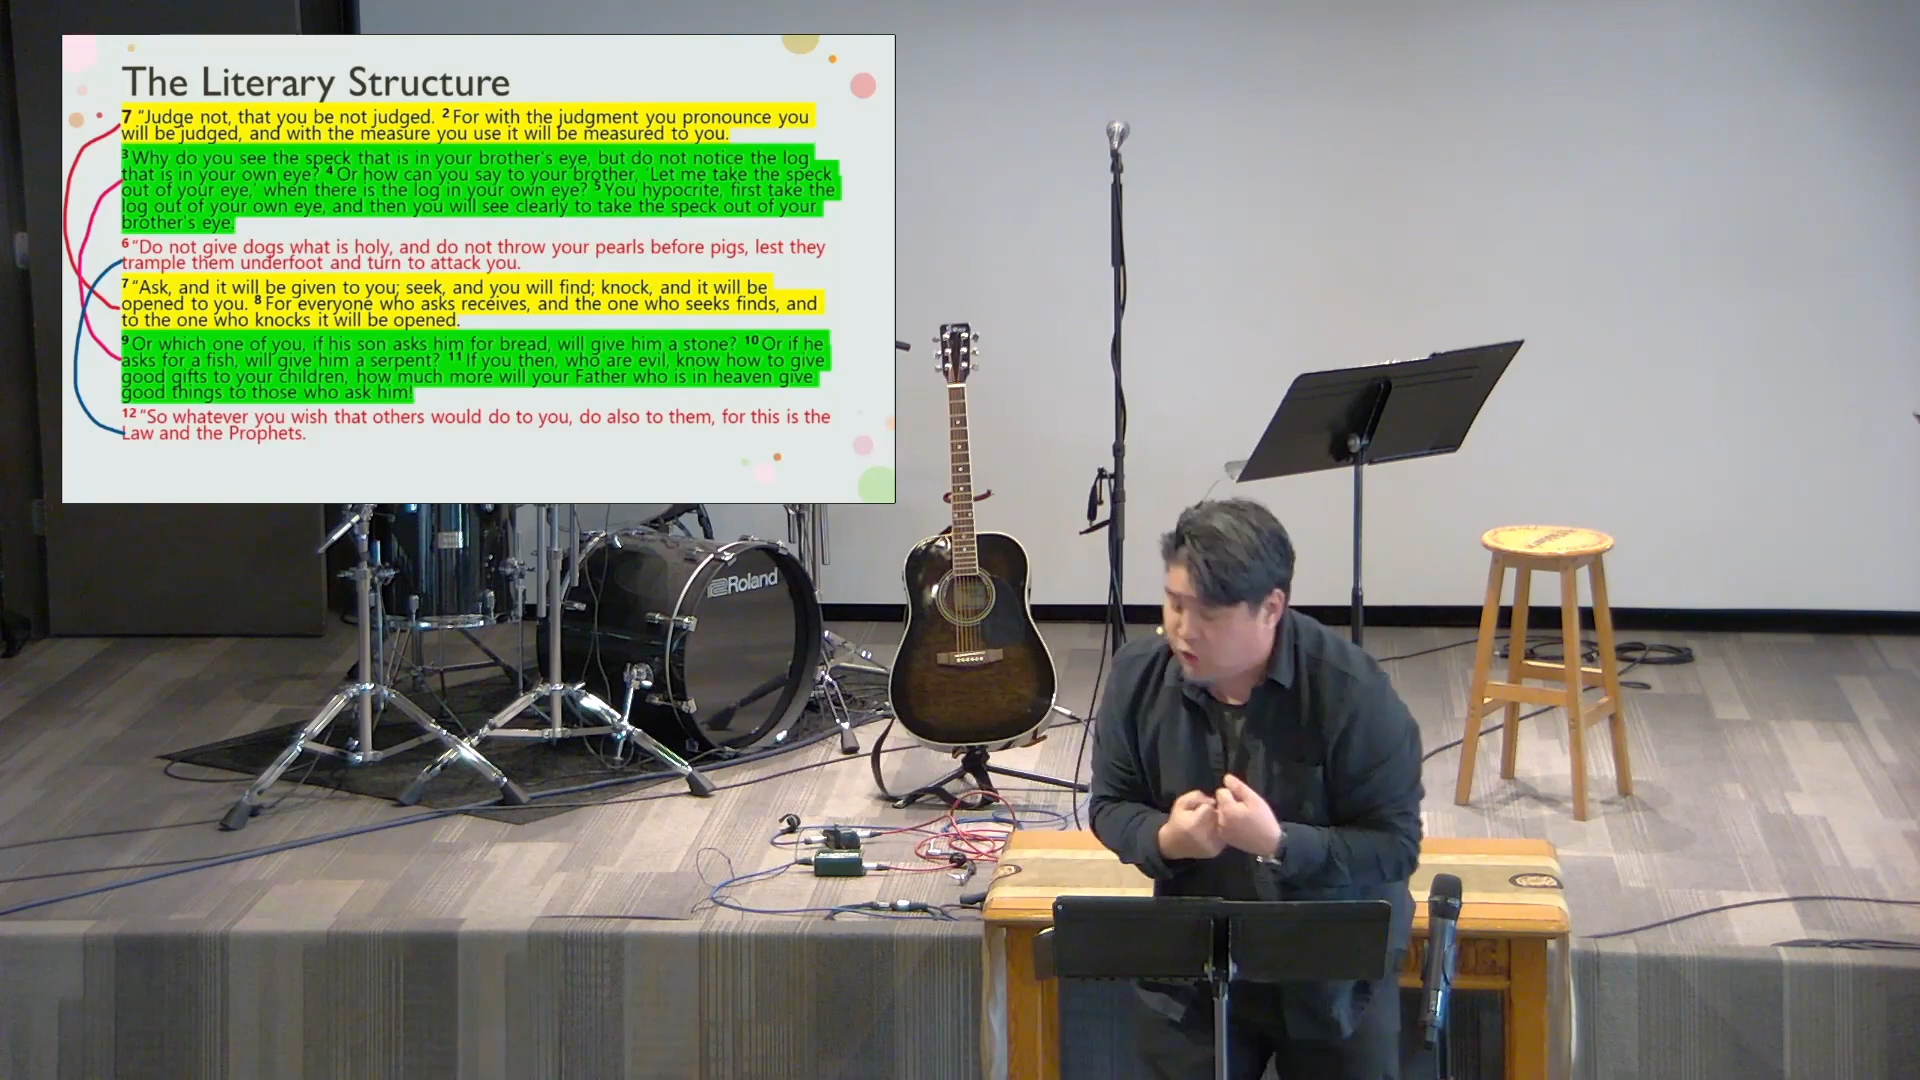 The Literary Structure
7 “Judge not, that you be not judged. 2 For with the judgment you pronounce you
will be judged, and with the measure you use it will be measured to you.
3 Why do you see the speck that is in your brother's eye, but do not notice the log
that is in your own eye? 4 Or how can you say to your brother, ‘Let me take the speck
out of your eye,’ when there is the log in your own eye? 5 You hypocrite, first take the
log out of your own eye, and then you will see clearly to take the speck out of your
brother's eye.
6 “Do not give dogs what is holy, and do not throw your pearls before pigs, lest they
trample them underfoot and turn to attack you.
7 “Ask, and it will be given to you; seek, and you will find; knock, and it will be
opened to you. 8 For everyone who asks receives, and the one who seeks finds, and
to the one who knocks it will be opened.
9 Or which one of you, if his son asks him for bread, will give him a stone? 10 Or if he
asks for a fish, will give him a serpent? 11 If you then, who are evil, know how to give
good gifts to your children, how much more will your Father who is in heaven give
good things to those who ask him!
12 “So whatever you wish that others would do to you, do also to them, for this is the
Law and the Prophets.
Roland